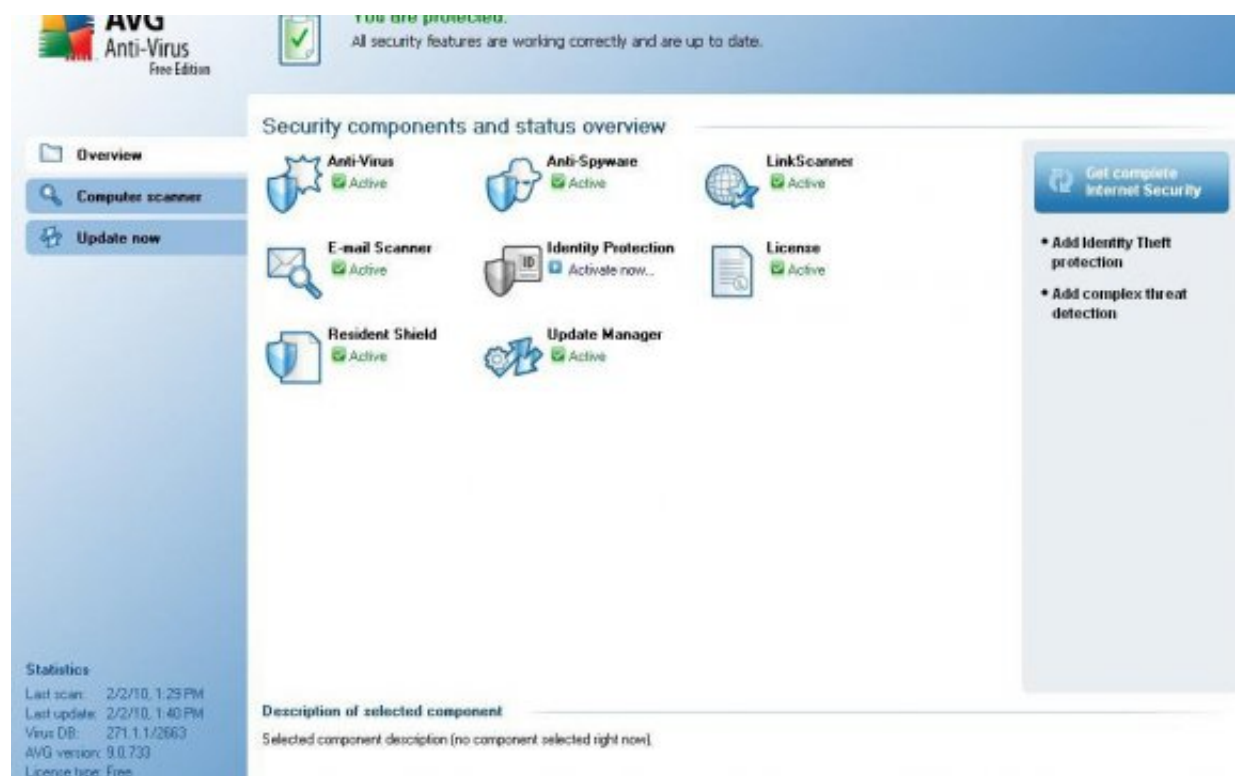 AVG
Anti-Virus
Free Edition
You are protected.
All security features are working correctly and are up to date.
Overview
Computer scanner
Update now
Security components and status overview
Anti-Virus
Active
Anti-Spyware
Active
LinkScanner
Active
E-mail Scanner
Active
ID
Identity Protection
Activate now...
License
Active
Resident Shield
Active
Update Manager
Active
Get complete
Internet Security
• Add Identity Theft
protection
• Add complex threat
detection
Statistics
Last scan: 2/2/10, 1:29 PM
Last update: 2/2/10, 1:40 PM
Virus DB: 271.1.1/2663
AVG version: 9.0.733
License type: Free
Description of selected component
Selected component description (no component selected right now).